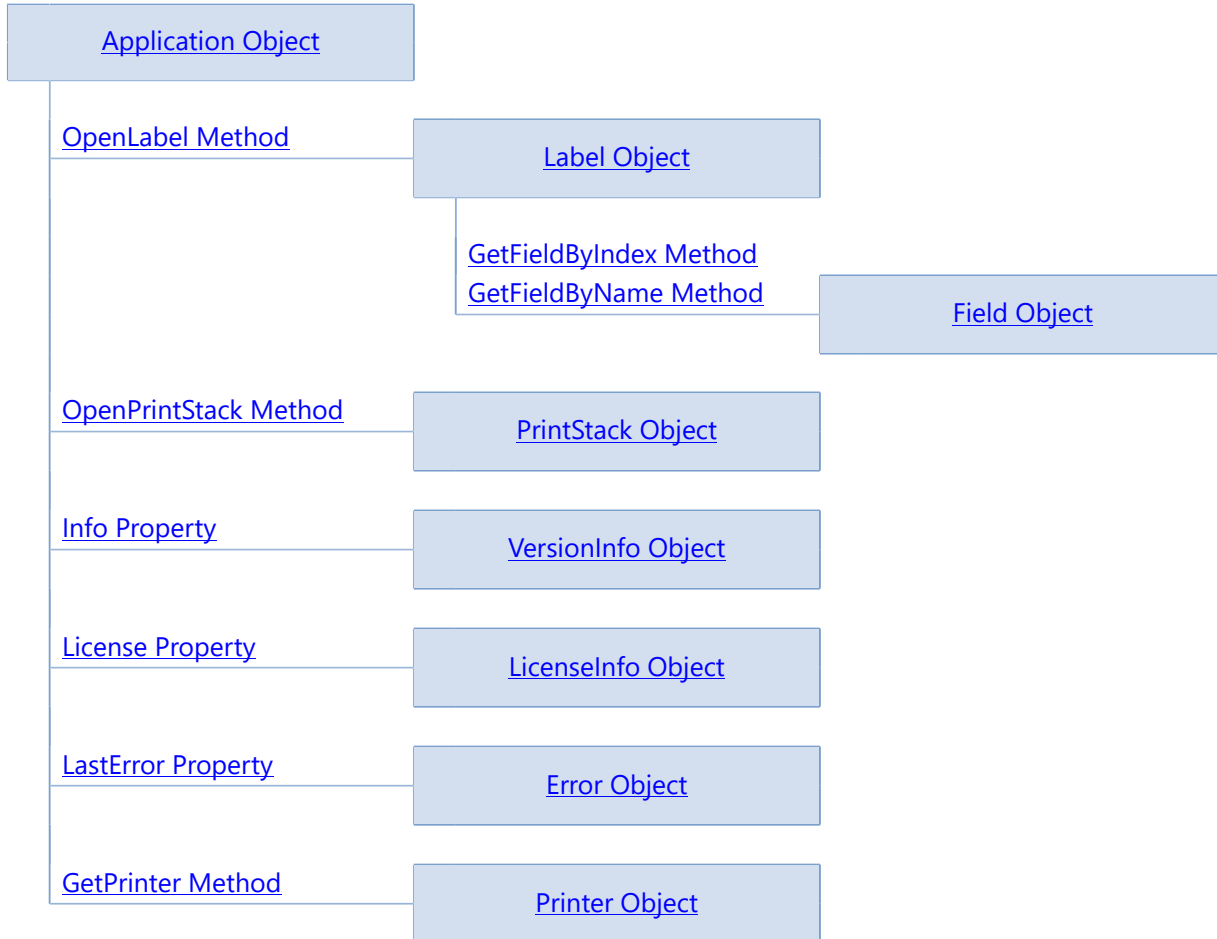 Application Object
OpenLabel Method
Label Object
GetFieldByIndex Method
GetFieldByName Method
Field Object
OpenPrintStack Method
PrintStack Object
Info Property
VersionInfo Object
License Property
LicenseInfo Object
LastError Property
Error Object
GetPrinter Method
Printer Object